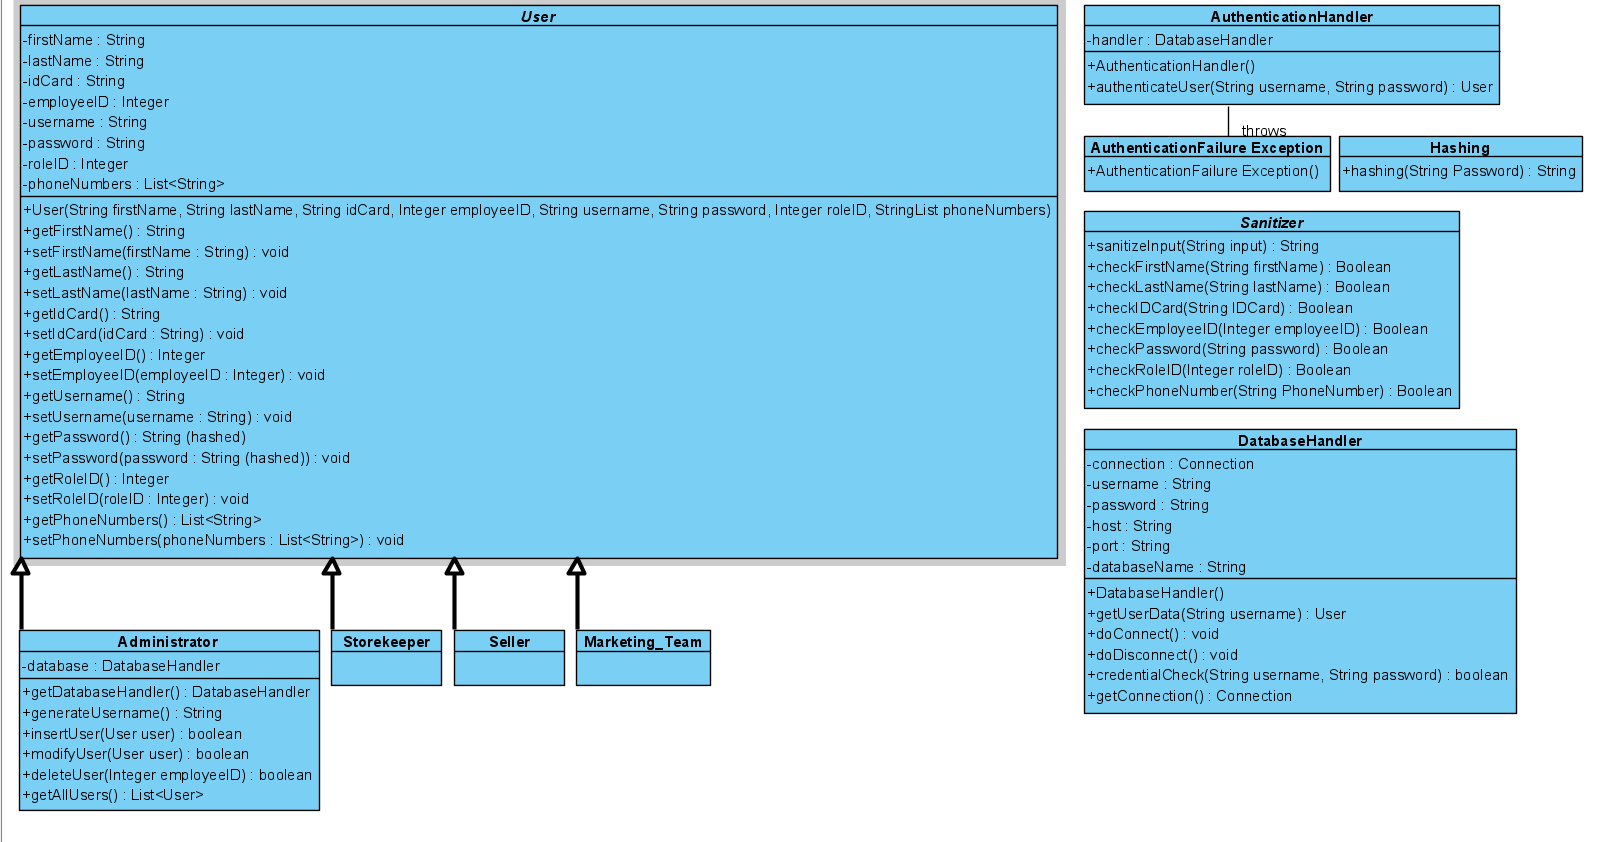 User
-firstName : String
-lastName : String
-idCard : String
-employeeID : Integer
-username : String
-password : String
-roleID : Integer
-phoneNumbers : List<String>
+User(String firstName, String lastName, String idCard, Integer employeeID, String username, String password, Integer roleID, StringList phoneNumbers)
+getFirstName() : String
+setFirstName(firstName : String) : void
+getLastName() : String
+setLastName(lastName : String) : void
+getIdCard() : String
+setIdCard(idCard : String) : void
+getEmployeeID() : Integer
+setEmployeeID(employeeID : Integer) : void
+getUsername() : String
+setUsername(username : String) : void
+getPassword() : String (hashed)
+setPassword(password : String (hashed)) : void
+getRoleID() : Integer
+setRoleID(roleID : Integer) : void
+getPhoneNumbers() : List<String>
+setPhoneNumbers(phoneNumbers : List<String>) : void
Administrator
-database : DatabaseHandler
+getDatabaseHandler() : DatabaseHandler
+generateUsername() : String
+insertUser(User user) : boolean
+modifyUser(User user) : boolean
+deleteUser(Integer employeeID) : boolean
+getAllUsers() : List<User>
Storekeeper
Seller
Marketing_Team
AuthenticationHandler
-handler : DatabaseHandler
+AuthenticationHandler()
+authenticateUser(String username, String password) : User
throws
AuthenticationFailure Exception
+AuthenticationFailure Exception()
Hashing
+hashing(String Password) : String
Sanitizer
+sanitizeInput(String input) : String
+checkFirstName(String firstName) : Boolean
+checkLastName(String lastName) : Boolean
+checkIDCard(String IDCard) : Boolean
+checkEmployeeID(Integer employeeID) : Boolean
+checkPassword(String password) : Boolean
+checkRoleID(Integer roleID) : Boolean
+checkPhoneNumber(String PhoneNumber) : Boolean
DatabaseHandler
-connection : Connection
-username : String
-password : String
-host : String
-port : String
-databaseName : String
+DatabaseHandler()
+getUserData(String username) : User
+doConnect() : void
+doDisconnect() : void
+credentialCheck(String username, String password) : boolean
+getConnection() : Connection